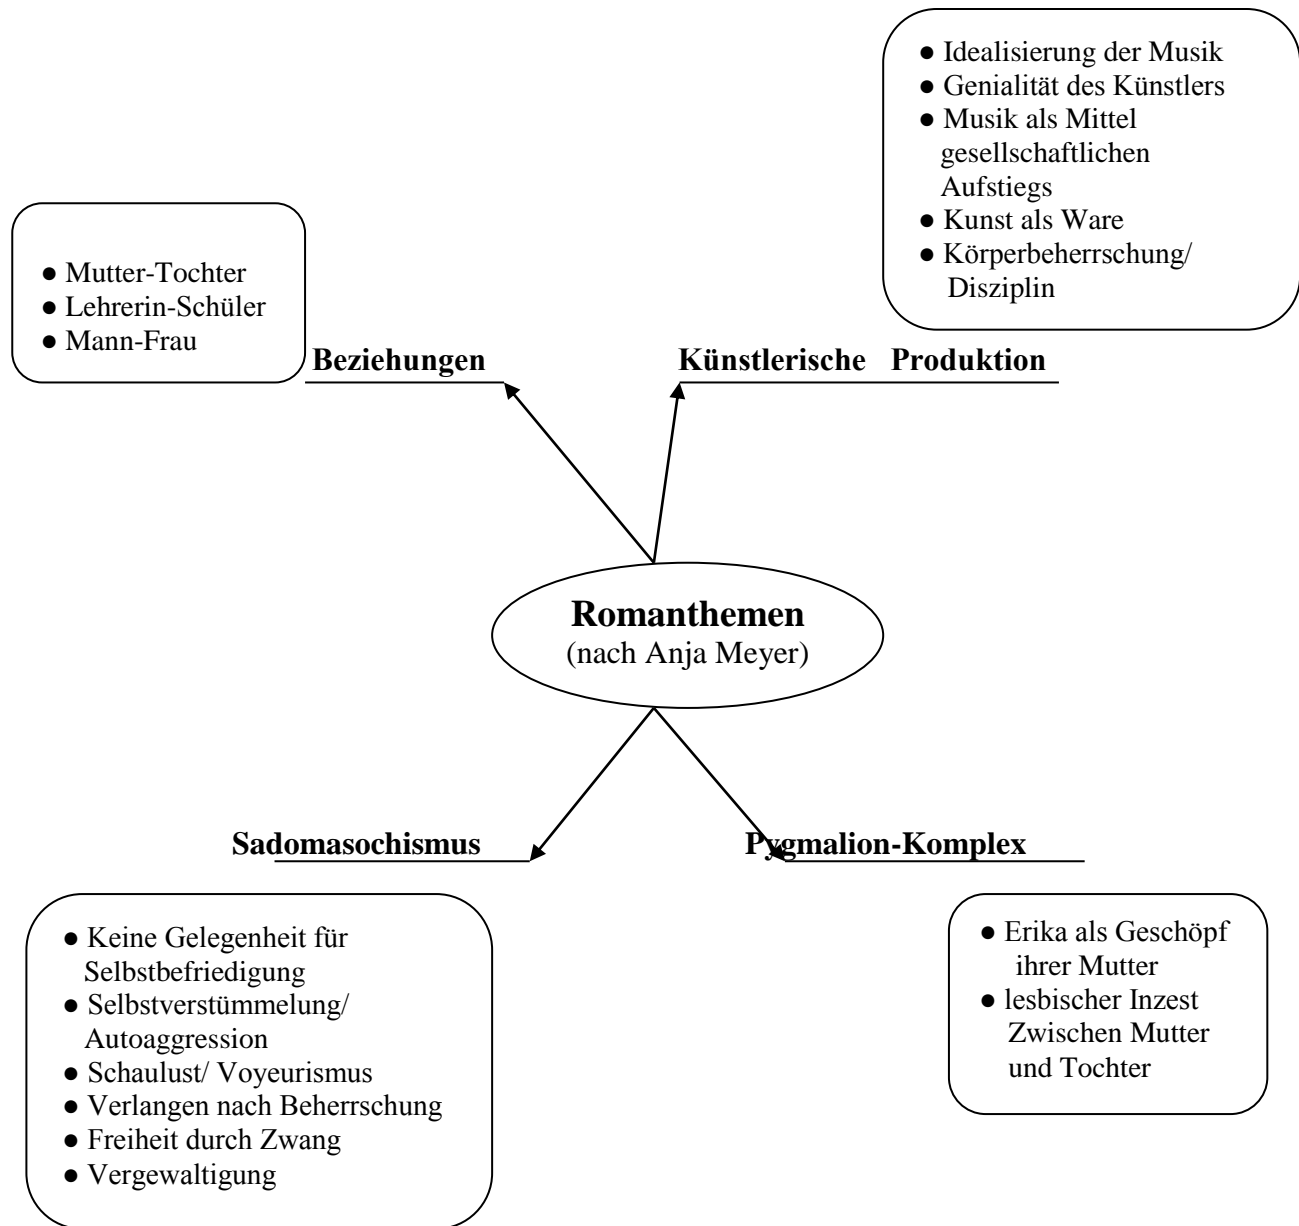 ● Idealisierung der Musik
● Genialität des Künstlers
● Musik als Mittel
gesellschaftlichen
Aufstiegs
● Kunst als Ware
● Körperbeherrschung/
Disziplin
● Mutter-Tochter
● Lehrerin-Schüler
● Mann-Frau
Beziehungen
Künstlerische Produktion
Romanthemen
(nach Anja Meyer)
Sadomasochismus
Pygmalion-Komplex
● Keine Gelegenheit für
Selbstbefriedigung
● Selbstverstümmelung/
Autoaggression
● Schaulust/ Voyeurismus
● Verlangen nach Beherrschung
● Freiheit durch Zwang
● Vergewaltigung
● Erika als Geschöpf
ihrer Mutter
● lesbischer Inzest
Zwischen Mutter
und Tochter